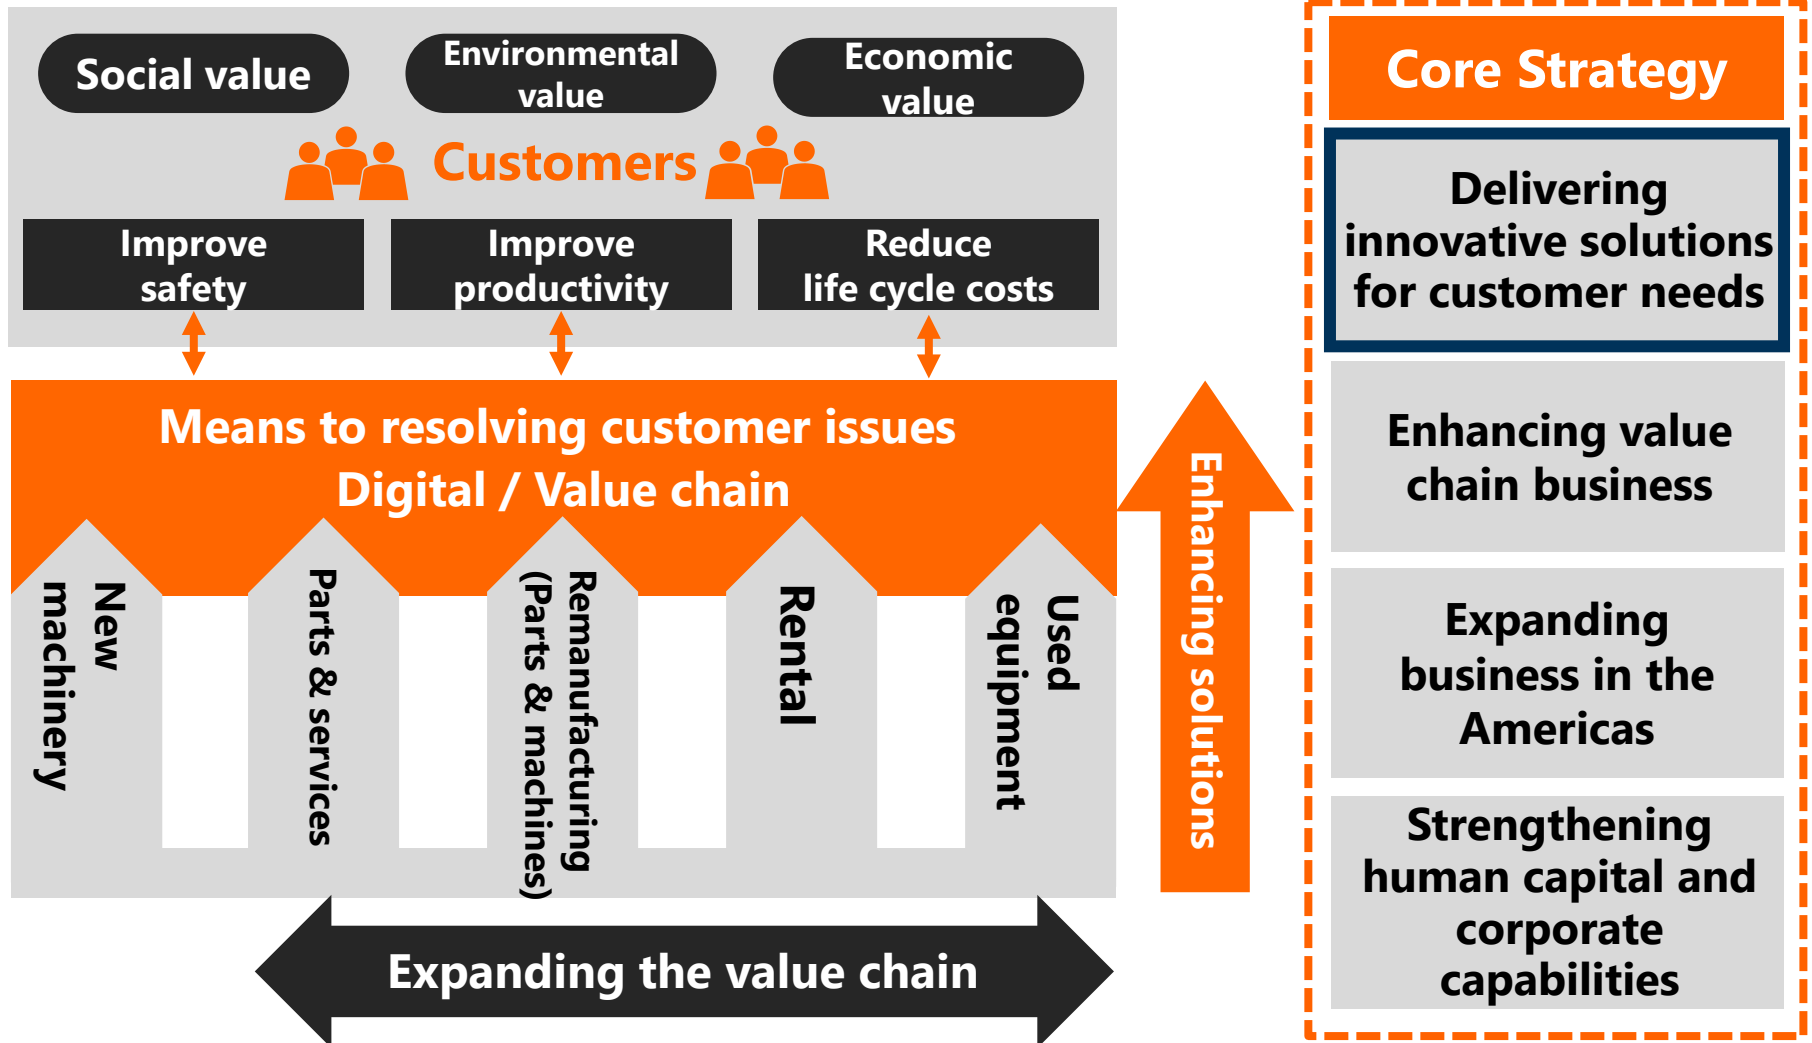 Social value
Environmental
value
Economic
value
Customers
Improve
safety
Improve
productivity
Reduce
life cycle costs
Means to resolving customer issues
Digital / Value chain
New
machinery
Parts & services
Remanufacturing
(Parts & machines)
Rental
Used
equipment
Expanding the value chain
Enhancing solutions
Core Strategy
Delivering
innovative solutions
for customer needs
Enhancing value
chain business
Expanding
business in the
Americas
Strengthening
human capital and
corporate
capabilities